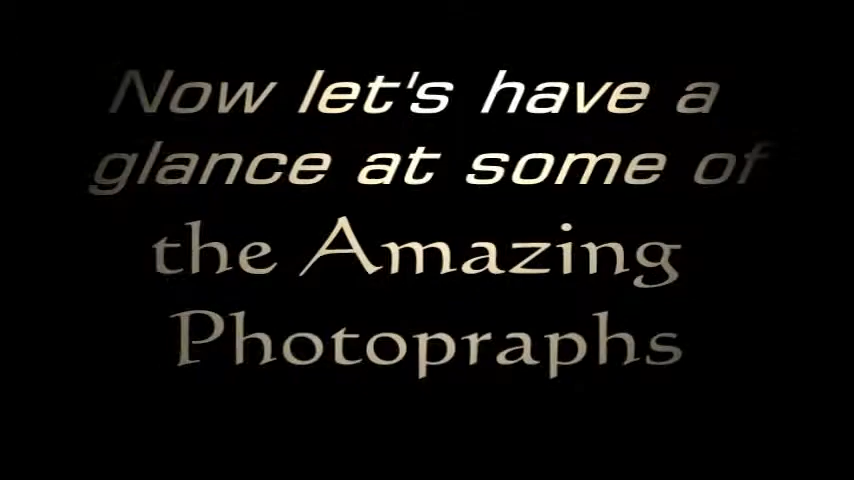 Now let's have a
glance at some of
the Amazing
Photopraphs